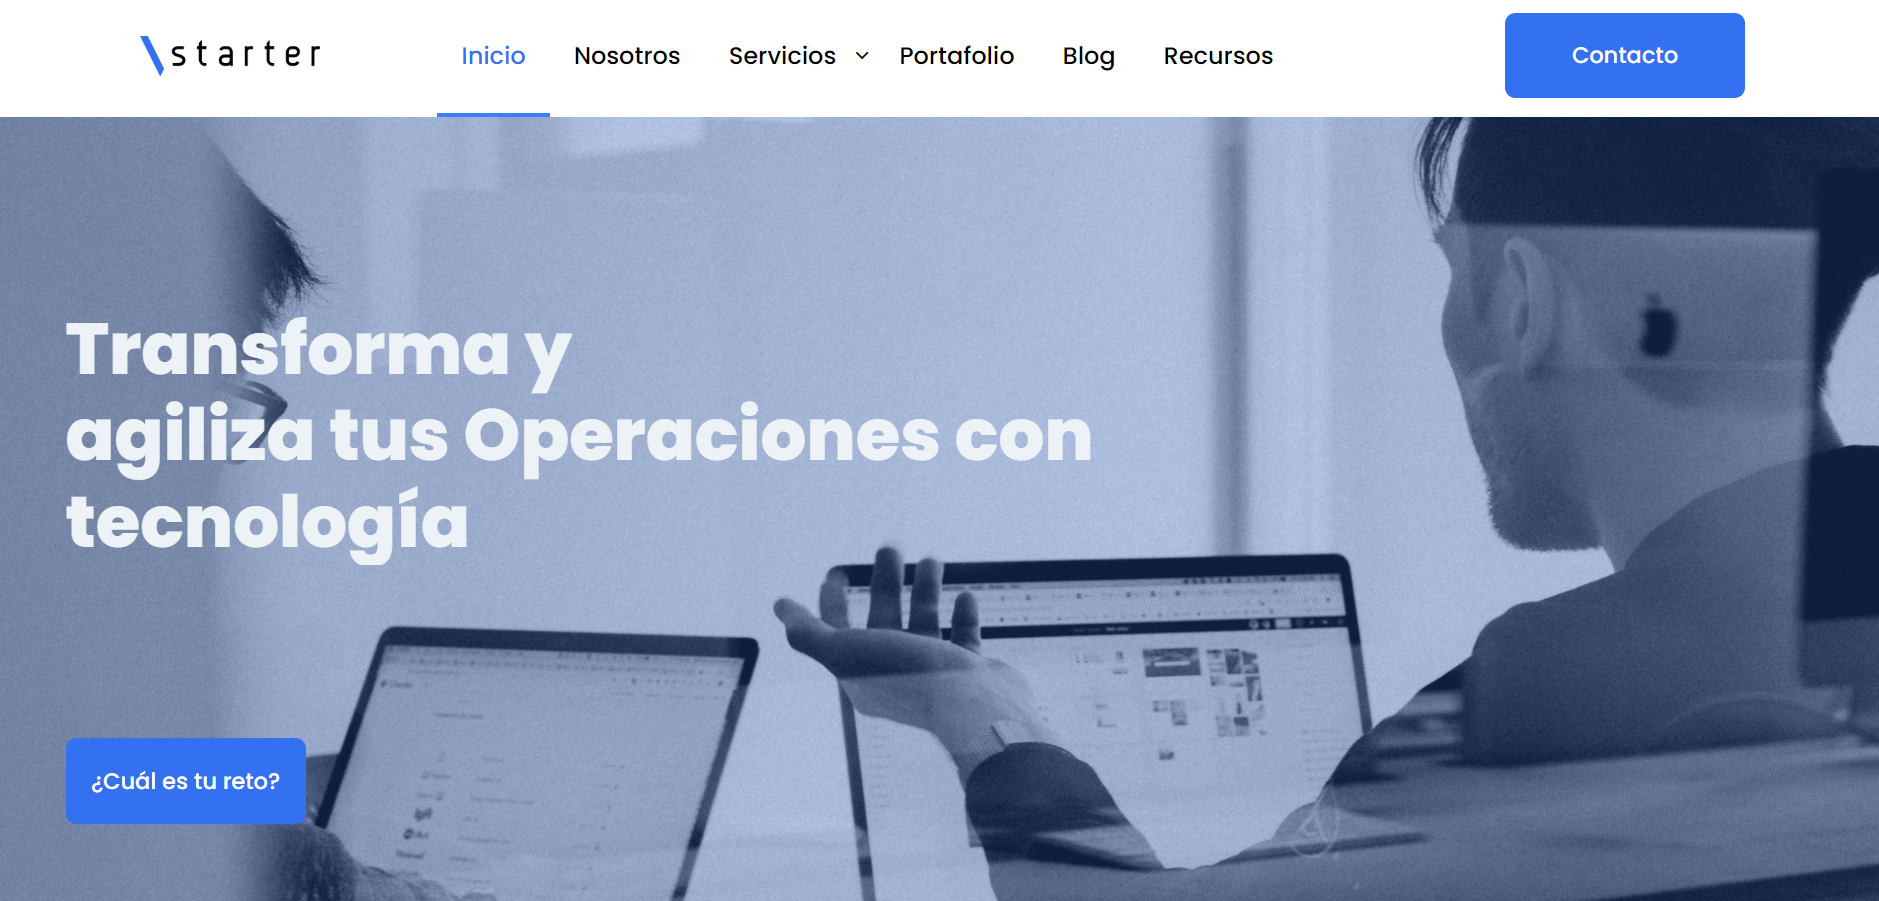 starter
Inicio
Nosotros
Servicios
Portafolio
Blog
Recursos
Contacto
Transforma y
agiliza tus Operaciones con
tecnología
¿Cuál es tu reto?